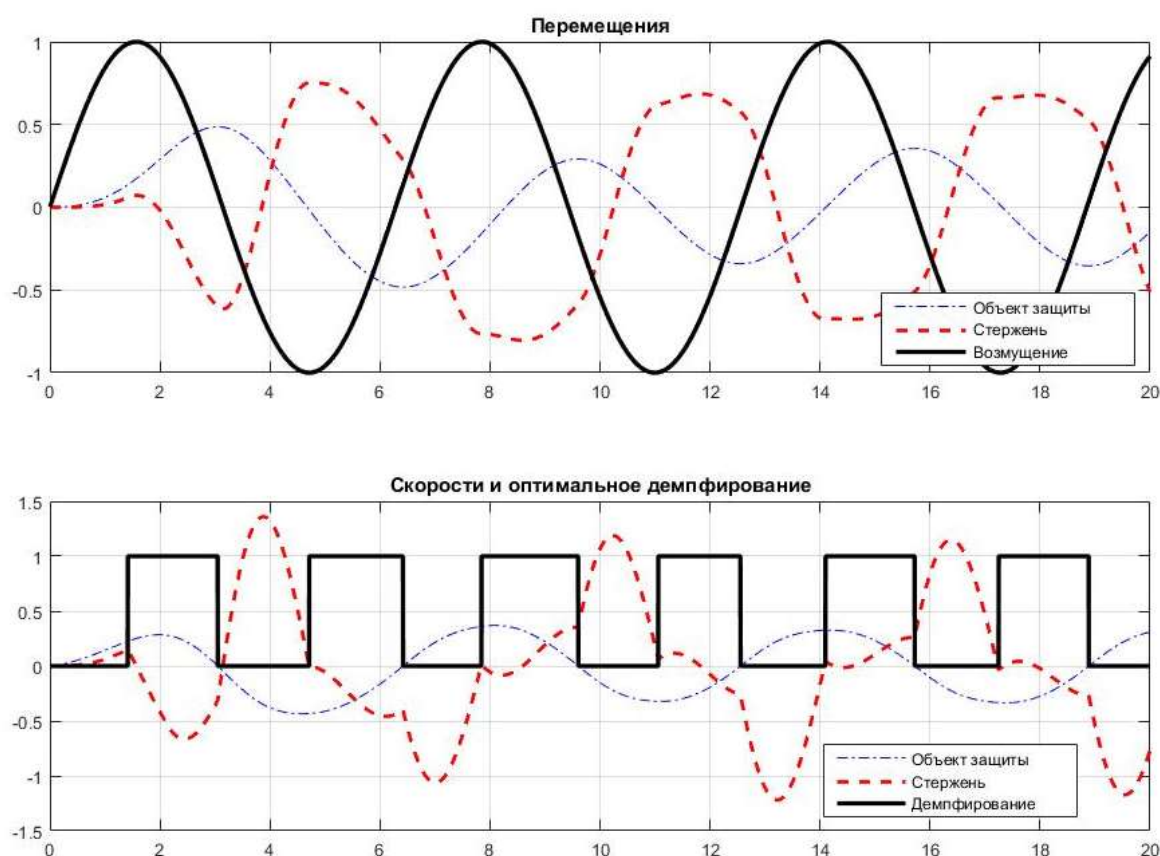 Перемещения
1
0.5
0
-0.5
-1
0 2 4 6 8 10 12 14 16 18 20
Объект защиты
Стержень
Возмущение
Скорости и оптимальное демпфирование
1.5
1
0.5
0
-0.5
-1
-1.5
0 2 4 6 8 10 12 14 16 18 20
Объект защиты
Стержень
Демпфирование